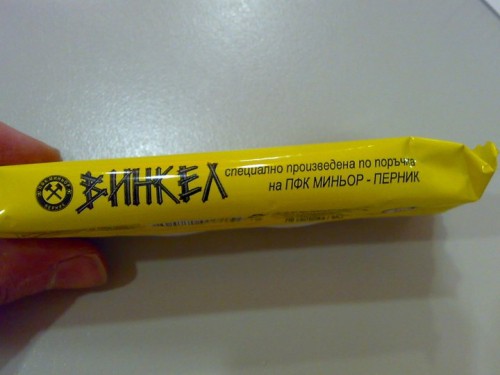 ВИНКЕЛ
специално произведена по поръчка
на ПФК МИНЬОР - ПЕРНИК